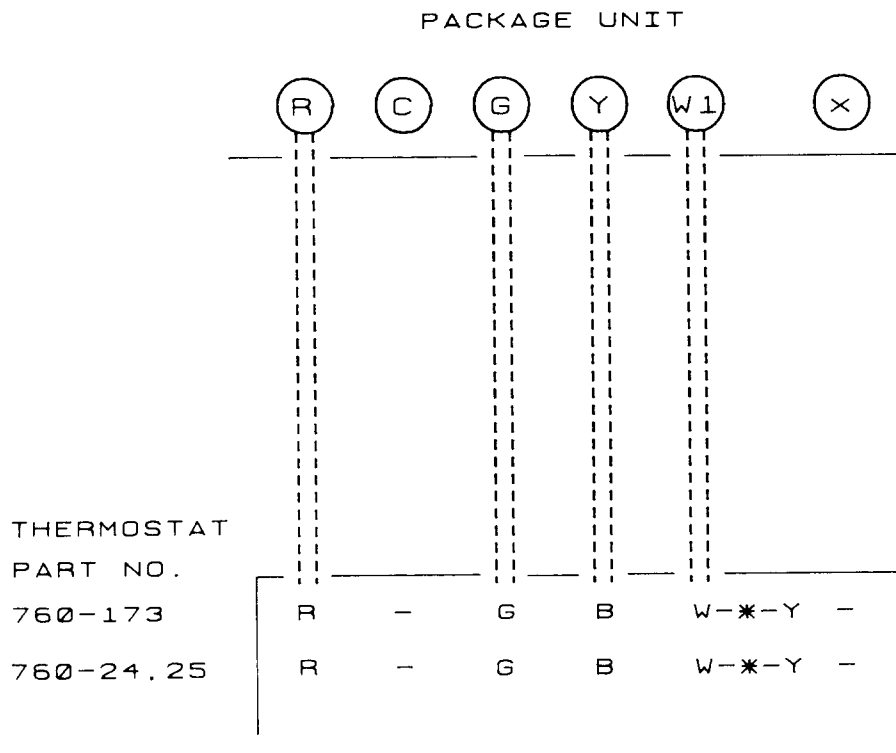 PACKAGE UNIT
R C G Y W1 X
THERMOSTAT
PART NO.
760-173 R - G B W-*-Y -
760-24.25 R - G B W-*-Y -